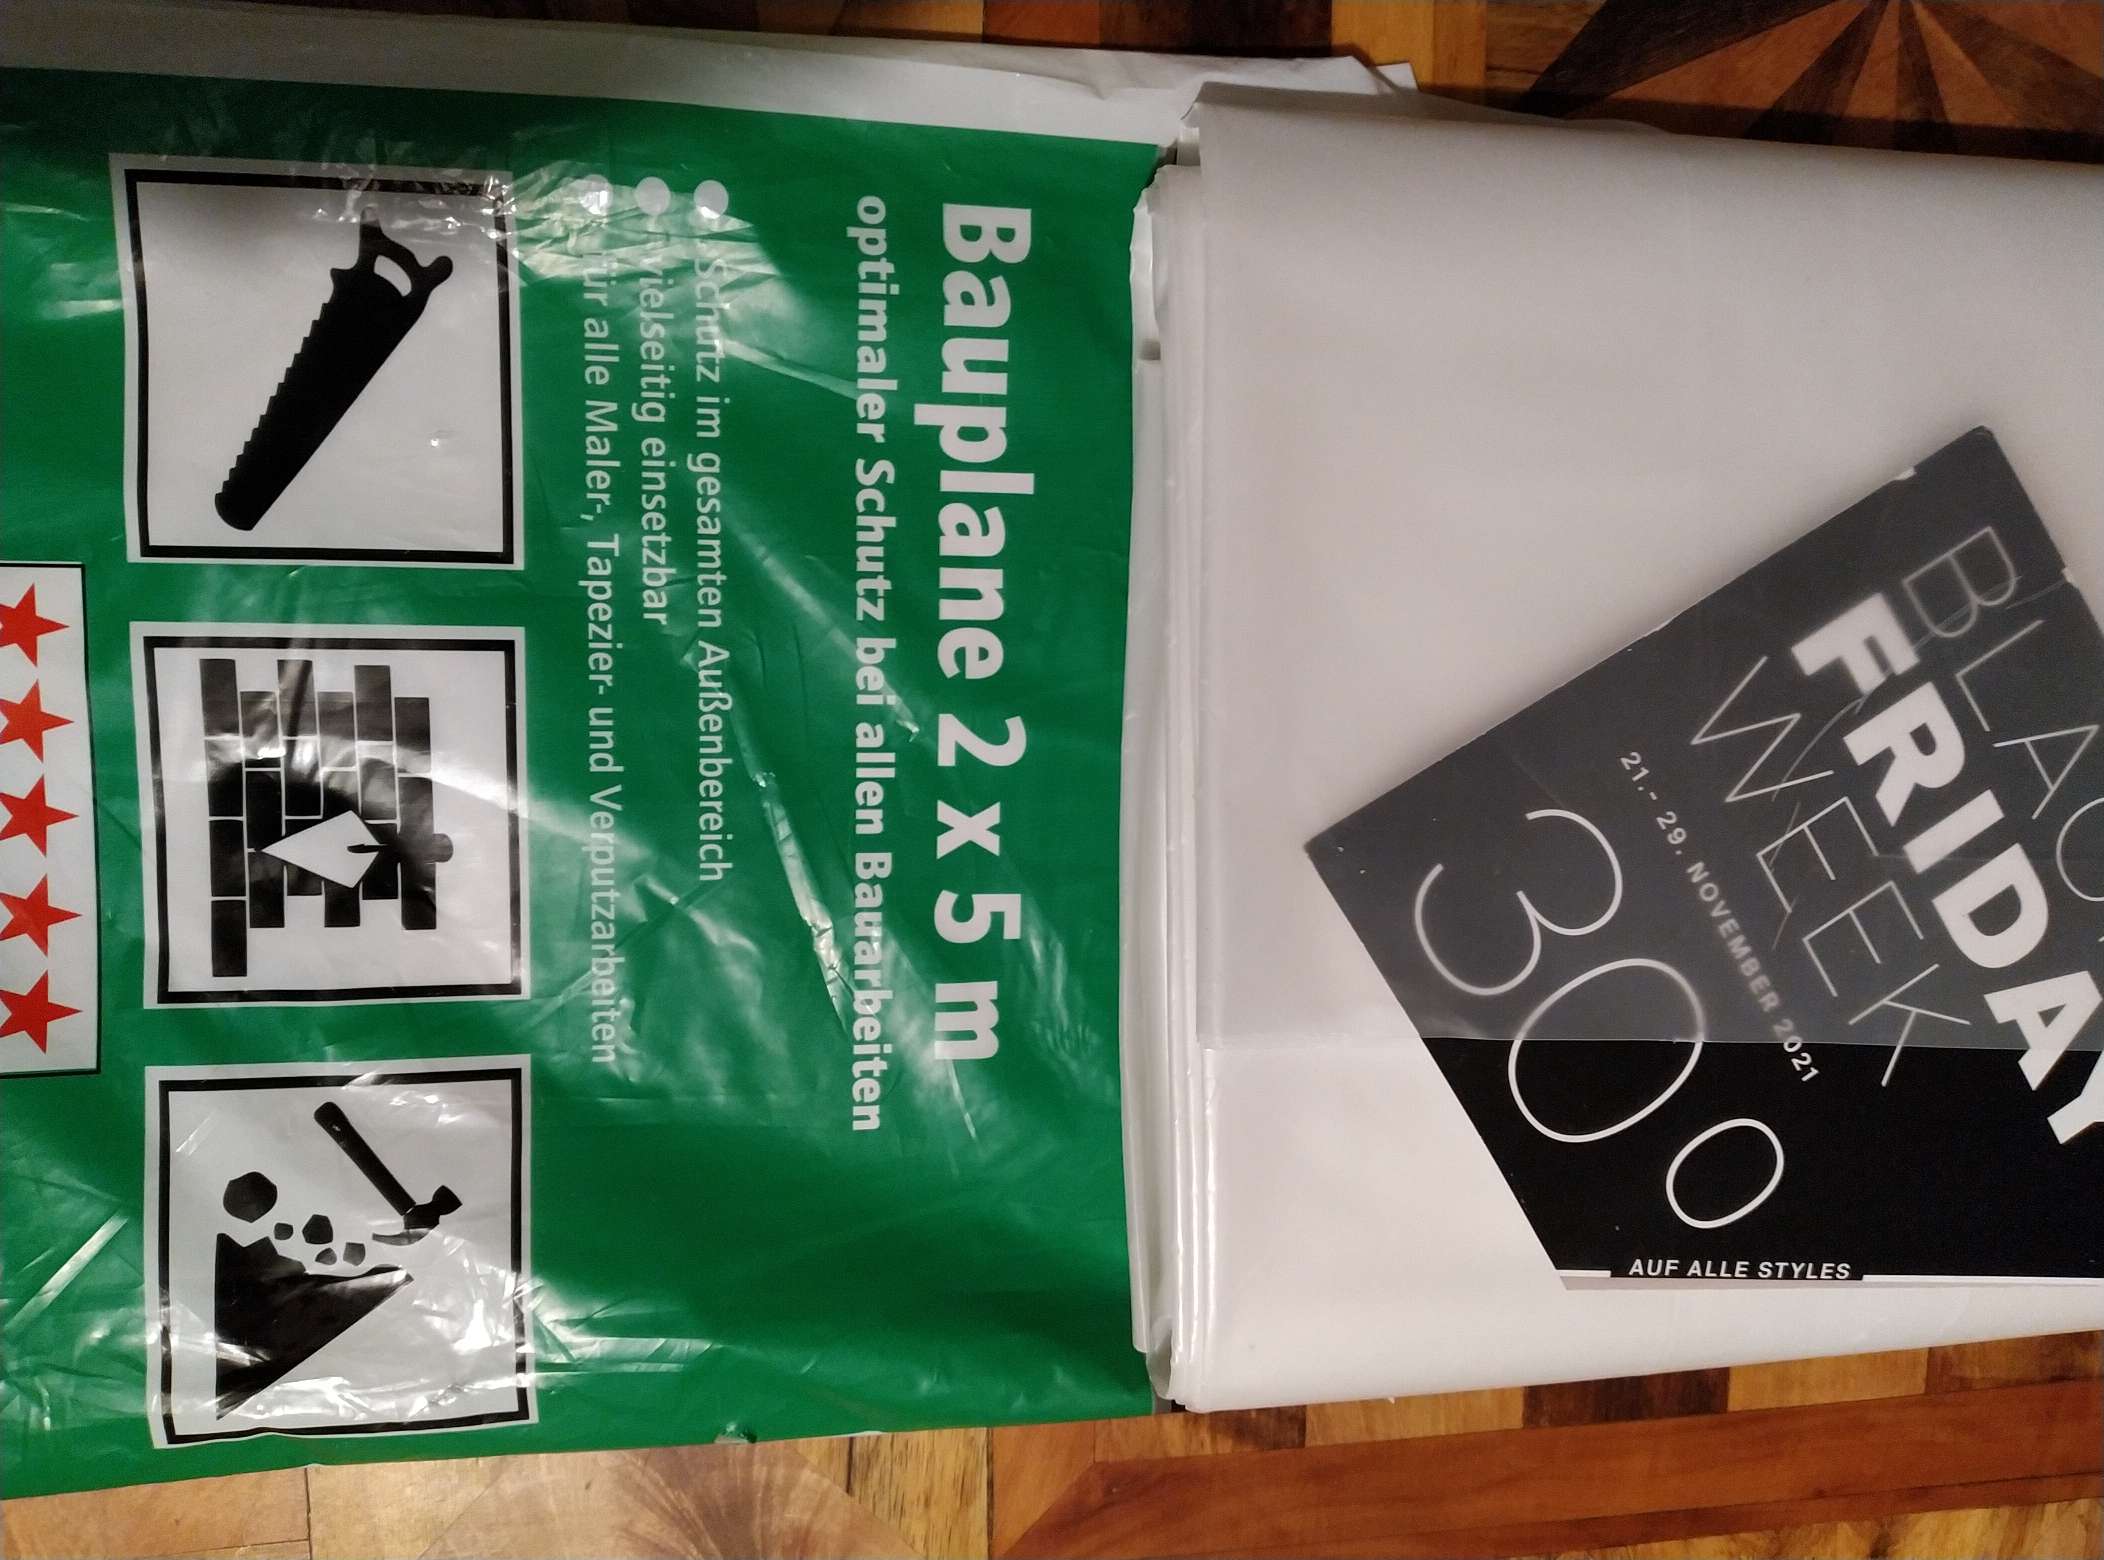 Bauplane 2 x 5 m
optimaler Schutz bei allen Bauarbeiten
Schutz im gesamten Außenbereich
Vielseitig einsetzbar
für alle Maler-, Tapezier- und Verputzarbeiten
BLAC
FRIDAY
WEEK
21.- 29. NOVEMBER 2021
30
AUF ALLE STYLES